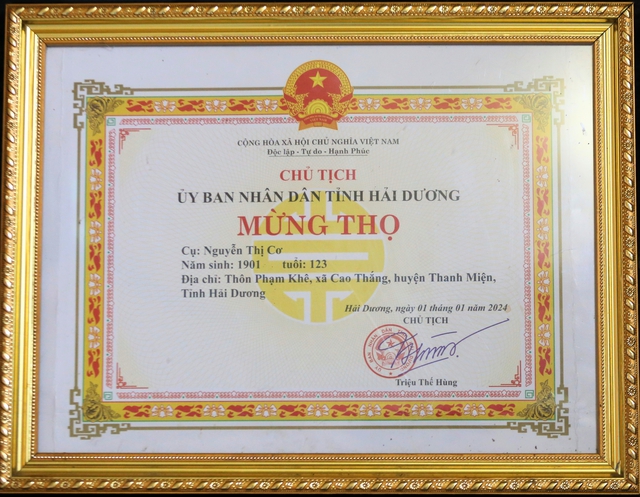 CỘNG HÒA XÃ HỘI CHỦ NGHĨA VIỆT NAM
Độc lập - Tự do - Hạnh Phúc
CHỦ TỊCH
ỦY BAN NHÂN DÂN TỈNH HẢI DƯƠNG
MỪNG THỌ
Cụ: Nguyễn Thị Cơ
Năm sinh: 1901 tuổi: 123
Địa chỉ: Thôn Phạm Khê, xã Cao Thắng, huyện Thanh Miện,
Tỉnh Hải Dương
Hải Dương, ngày 01 tháng 01 năm 2024
CHỦ TỊCH
Triệu Thế Hùng